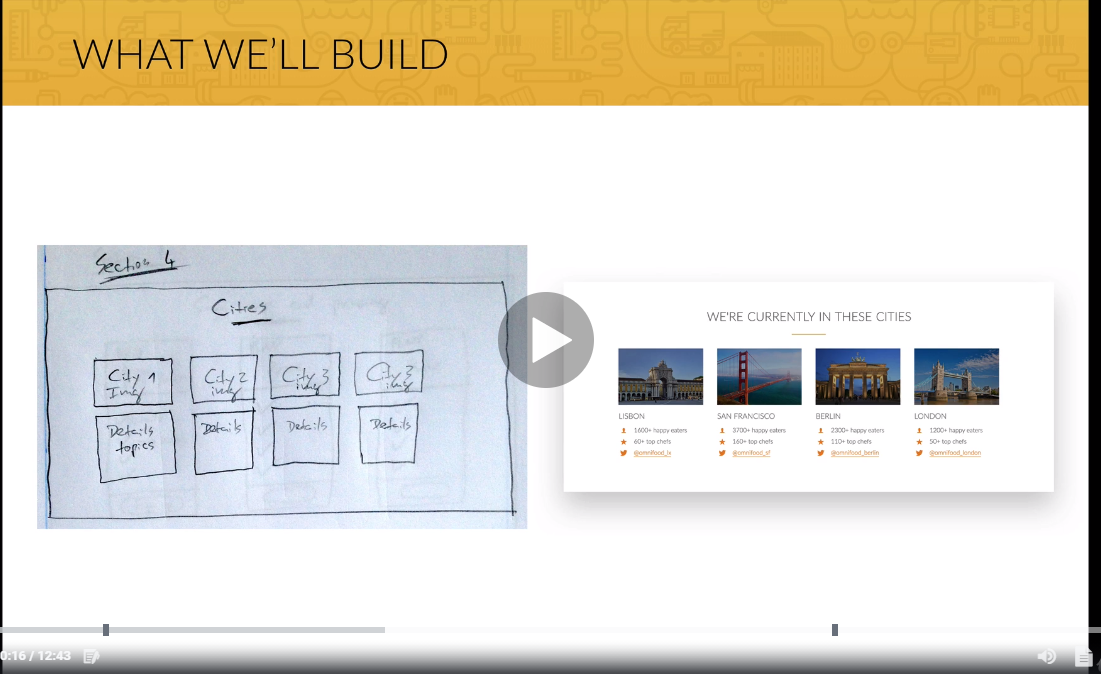 WHAT WE'LL BUILD
Section 4
Cities
City 1
Img
City 2
img
City 3
img
City 3
img
Details
topics
Details
Details
Details
WE'RE CURRENTLY IN THESE CITIES
LISBON
1600+ happy eaters
60+ top chefs
@omnifood_lx
SAN FRANCISCO
3700+ happy eaters
160+ top chefs
@omnifood_sf
BERLIN
2300+ happy eaters
110+ top chefs
@omnifood_berlin
LONDON
1200+ happy eaters
50+ top chefs
@omnifood_london
0:16 / 12:43